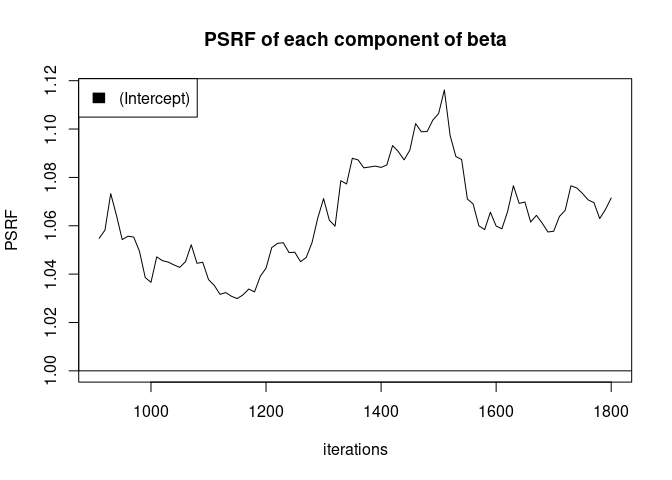 PSRF of each component of beta
(Intercept)
PSRF
1.12
1.10
1.08
1.06
1.04
1.02
1.00
1000 1200 1400 1600 1800
iterations